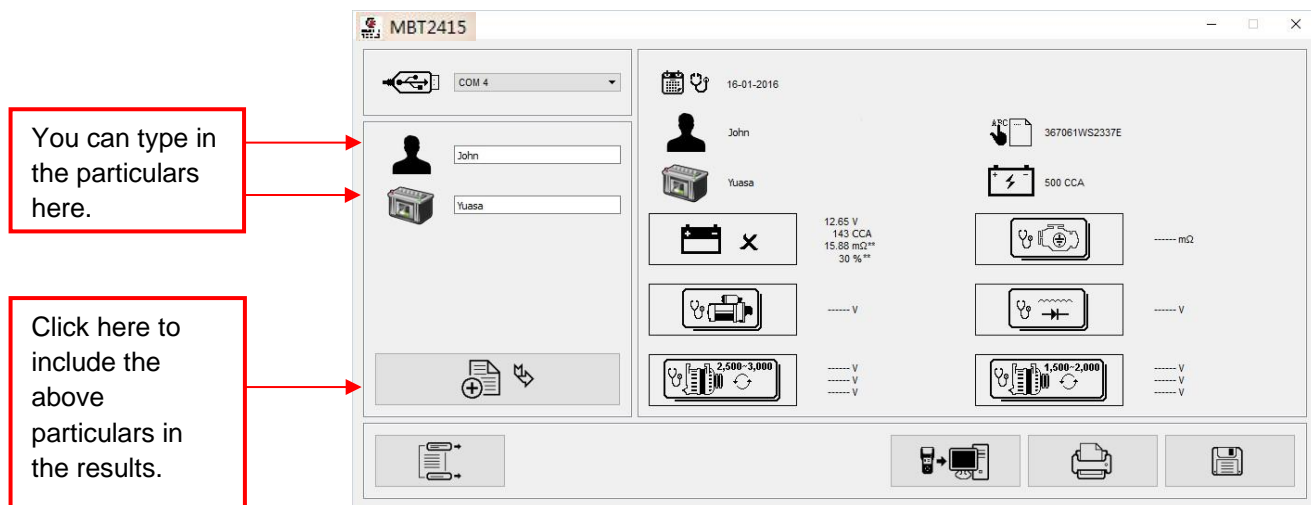 MBT2415
COM 4
You can type in
the particulars
here.
John
Yuasa
Click here to
include the
above
particulars in
the results.
16-01-2016
John
ABC
367061WS2337E
Yuasa
500 CCA
12.65 V
143 CCA
15.88 mΩ**
30 %**
------ mΩ
------ V
------ V
2,500~3,000
------ V
------ V
------ V
1,500~2,000
------ V
------ V
------ V